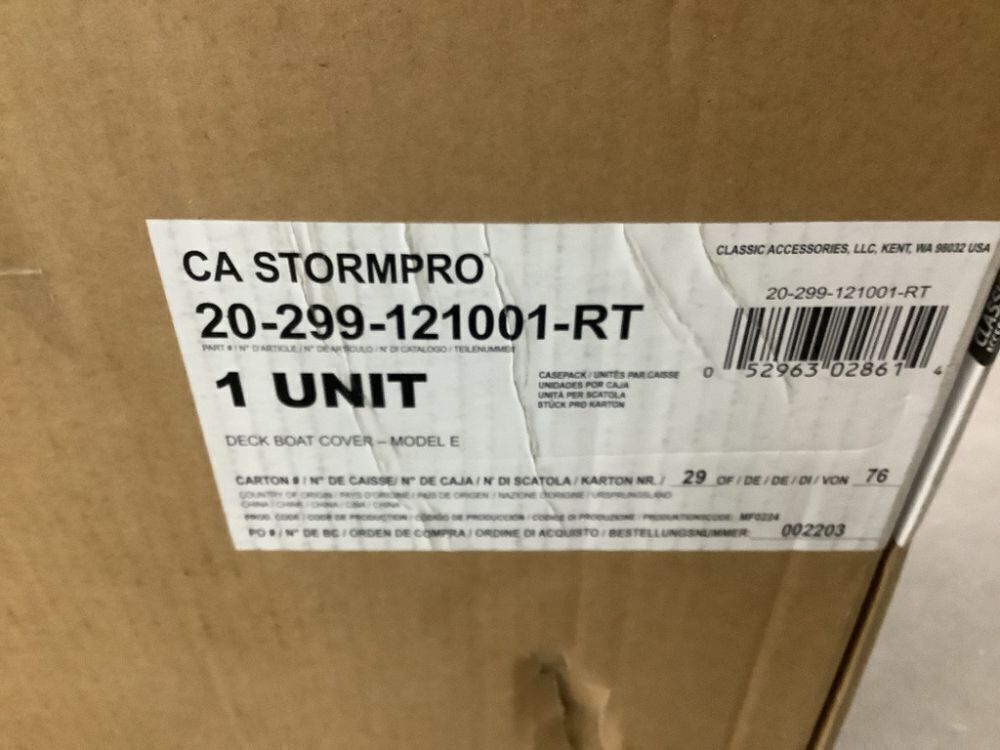 CA STORMPRO™
20-299-121001-RT
PART # / N° D'ARTICLE / N° DE ARTICULO / N° DI CATALOGO / TEILENUMMER
1 UNIT
CASEPACK / UNITÉS PAR CAISSE
UNIDADES POR CAJA
UNITÀ PER SCATOLA
STÜCK PRO KARTON
DECK BOAT COVER – MODEL E
CLASSIC ACCESSORIES, LLC, KENT, WA 98032 USA
20-299-121001-RT
0 52963 02861 4
CARTON # / N° DE CAISSE/ N° DE CAJA / N° DI SCATOLA / KARTON NR. / 29 OF / DE / DE / DI / VON 76
COUNTRY OF ORIGIN / PAYS D'ORIGINE / PAIS DE ORIGEN / NAZIONE D'ORIGINE / URSPRUNGSLAND
CHINA / CHINE / CHINA / CINA / CHINA
PROD. CODE / CODE DE PRODUCTION / CÓDIGO DE PRODUCCIÓN / CODICE DI PRODUZIONE / PRODUKTIONSCODE: MF0224
PO # / N° DE BC / ORDEN DE COMPRA / ORDINE DI ACQUISTO / BESTELLUNGSNUMMER: 002203